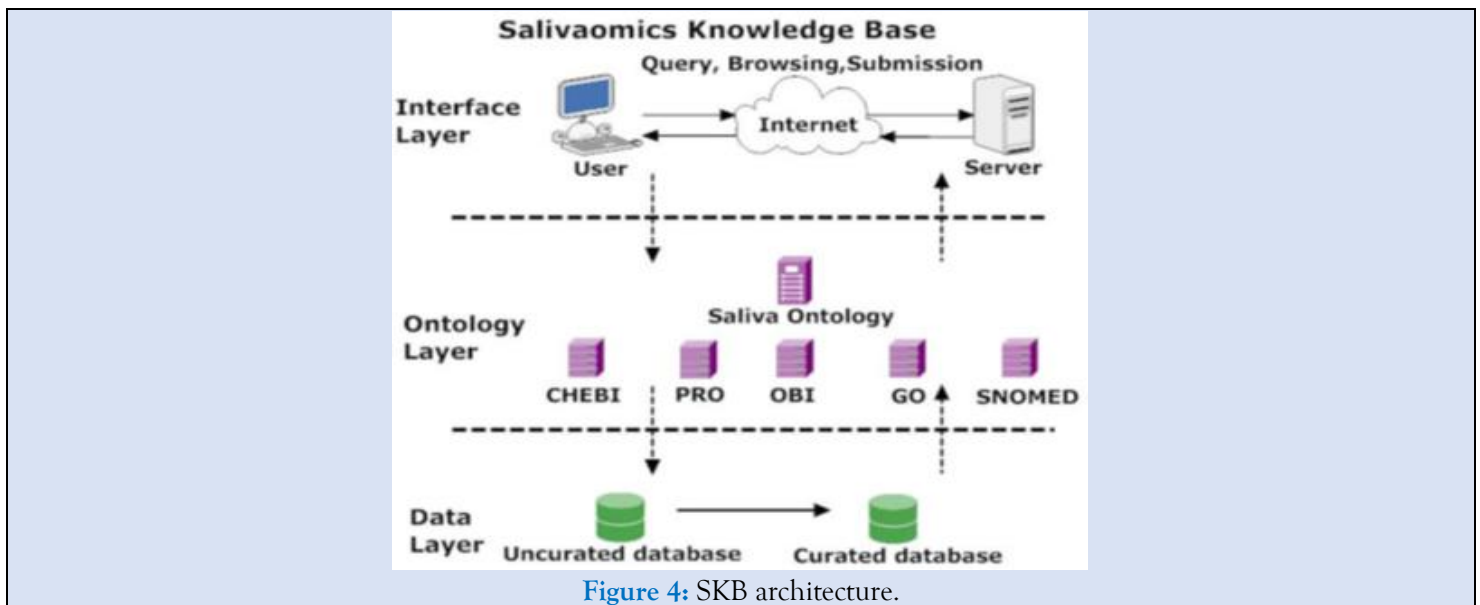 Salivaomics Knowledge Base
Query, Browsing,Submission
Interface
Layer
Internet
User
Server
Saliva Ontology
Ontology
Layer
CHEBI
PRO
OBI
GO
SNOMED
Data
Layer
Uncurated database
Curated database
Figure 4: SKB architecture.